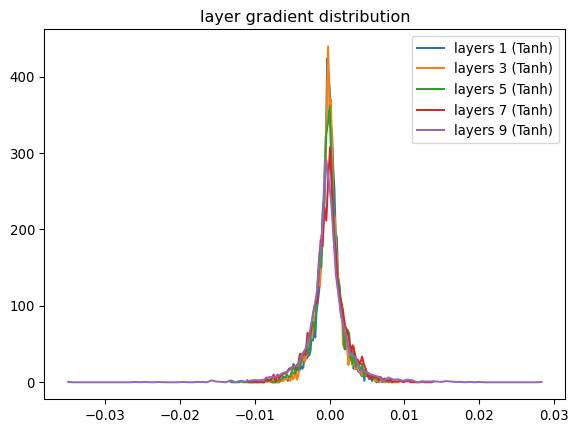 layer gradient distribution
layers 1 (Tanh)
layers 3 (Tanh)
layers 5 (Tanh)
layers 7 (Tanh)
layers 9 (Tanh)
400
300
200
100
0
−0.03 −0.02 −0.01 0.00 0.01 0.02 0.03